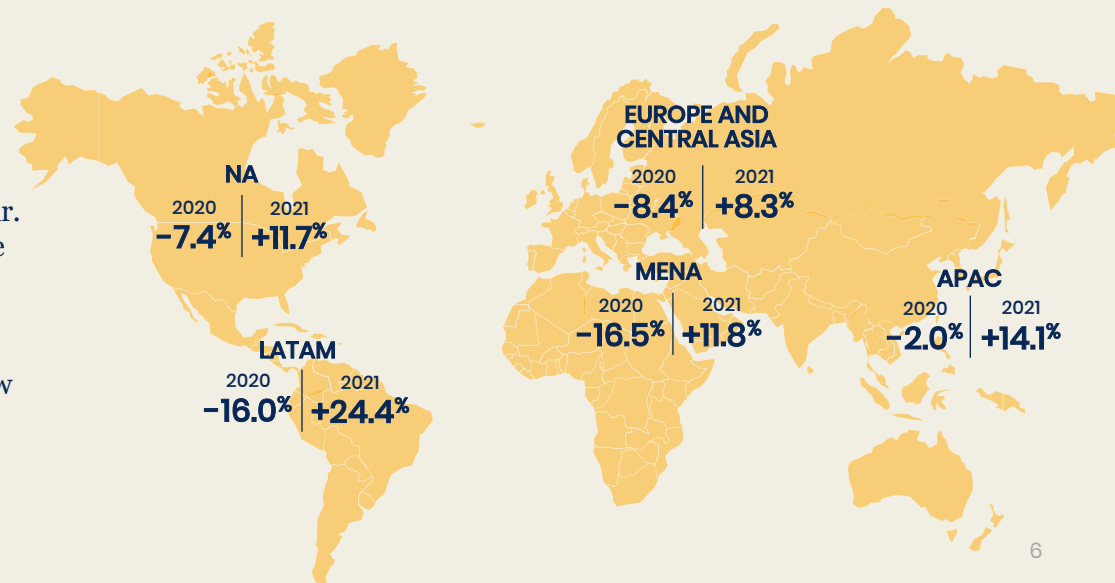 r.
e
w
NA
2020 2021
−7.4% +11.7%
LATAM
2020 2021
−16.0% +24.4%
EUROPE AND
CENTRAL ASIA
2020 2021
−8.4% +8.3%
MENA
2020 2021
−16.5% +11.8%
APAC
2020 2021
−2.0% +14.1%
6